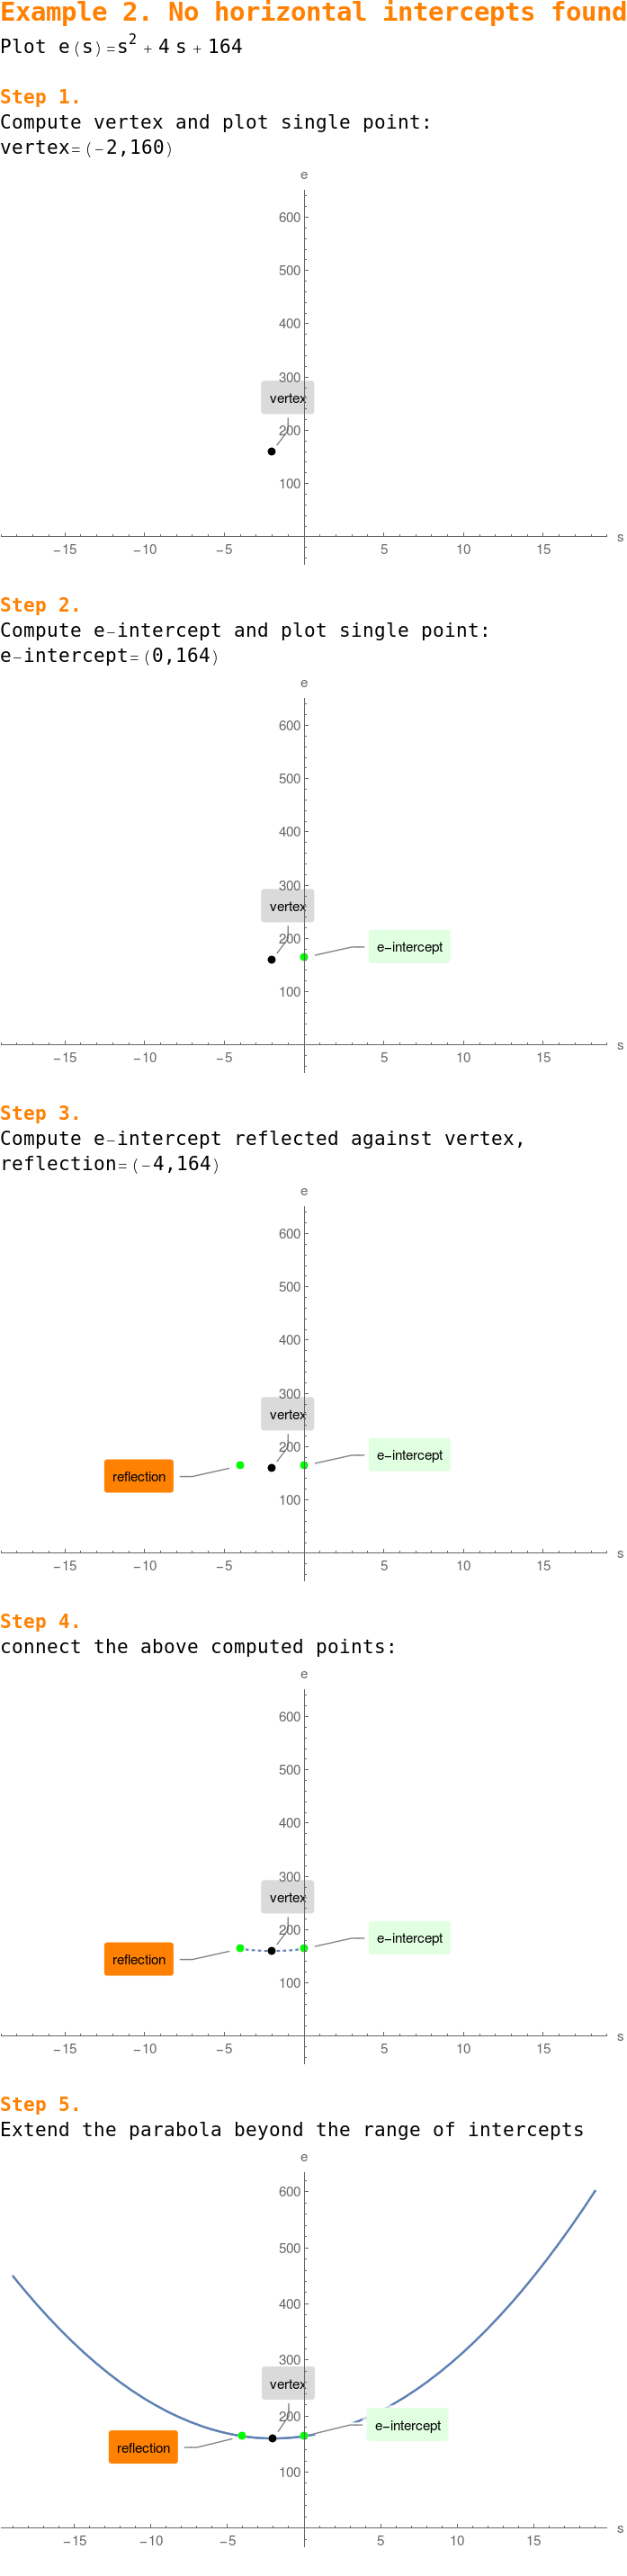 Example 2. No horizontal intercepts found
Plot e(s)=s² + 4 s + 164
Step 1.
Compute vertex and plot single point:
vertex=(-2,160)
e
600
500
400
300
vertex
200
100
s
-15 -10 -5 5 10 15
Step 2.
Compute e-intercept and plot single point:
e-intercept=(0,164)
e
600
500
400
300
vertex
200
e-intercept
100
s
-15 -10 -5 5 10 15
Step 3.
Compute e-intercept reflected against vertex,
reflection=(-4,164)
e
600
500
400
300
vertex
200
e-intercept
reflection
100
s
-15 -10 -5 5 10 15
Step 4.
connect the above computed points:
e
600
500
400
300
vertex
200
e-intercept
reflection
100
s
-15 -10 -5 5 10 15
Step 5.
Extend the parabola beyond the range of intercepts
e
600
500
400
300
vertex
200
e-intercept
reflection
100
s
-15 -10 -5 5 10 15